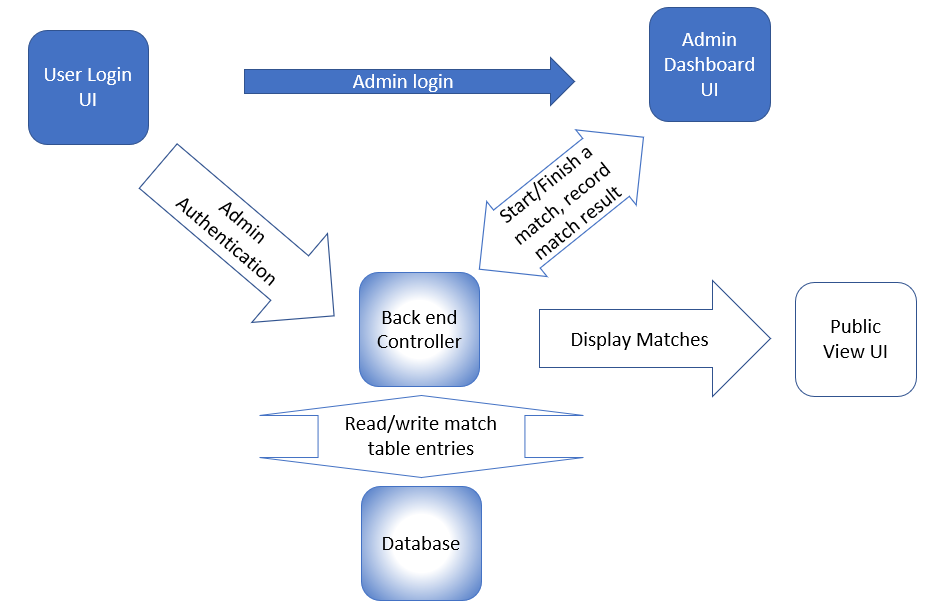 User Login
UI
Admin login
Admin
Dashboard
UI
Admin
Authentication
Start/Finish a
match, record
match result
Back end
Controller
Display Matches
Public
View UI
Read/write match
table entries
Database